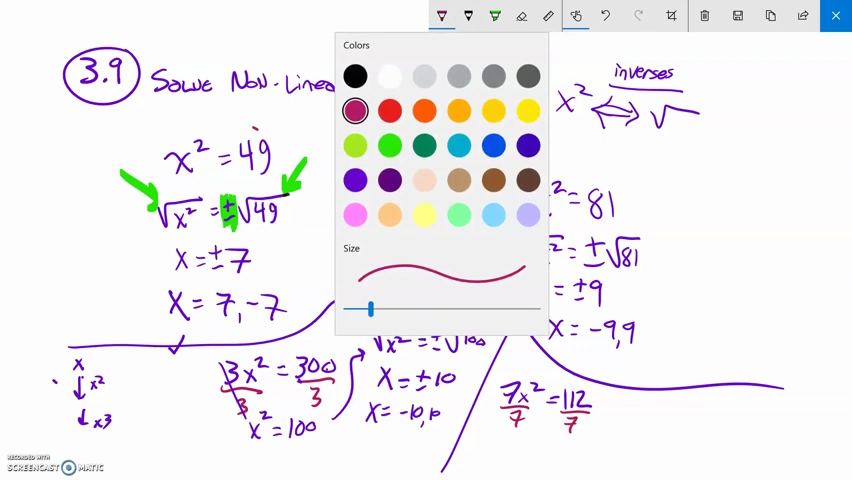 3.9 Solve Non-Linea
x² = 49
√x² = ± √49
x = ± 7
x = 7, -7
Colors
Size
inverses
x² ⟷ √
² = 81
² = ± √81
= ± 9
x = -9, 9
x
↓ x²
↓ x3
3x² = 300
3 3
x² = 100
√x² = ± √100
x = ± 10
x = -10, 10
7x² = 112
7 7
RECORDED WITH
SCREENCAST MATIC